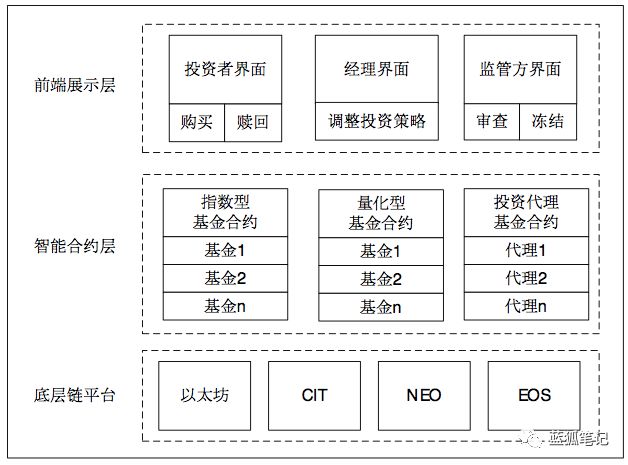 前端展示层
投资者界面
购买 赎回
经理界面
调整投资策略
监管方界面
审查 冻结
智能合约层
指数型
基金合约
基金1
基金2
基金n
量化型
基金合约
基金1
基金2
基金n
投资代理
基金合约
代理1
代理2
代理n
底层链平台
以太坊
CIT
NEO
EOS
蓝狐笔记